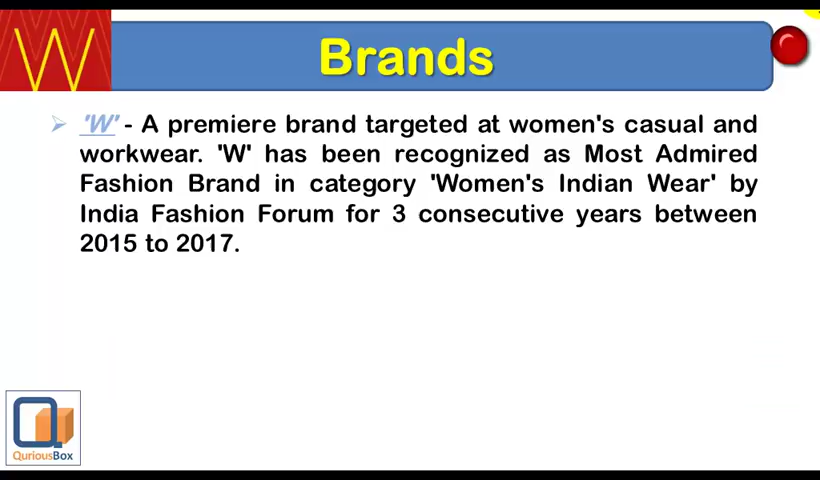 W
Brands
'W' - A premiere brand targeted at women's casual and
workwear. 'W' has been recognized as Most Admired
Fashion Brand in category 'Women's Indian Wear' by
India Fashion Forum for 3 consecutive years between
2015 to 2017.
QuriousBox